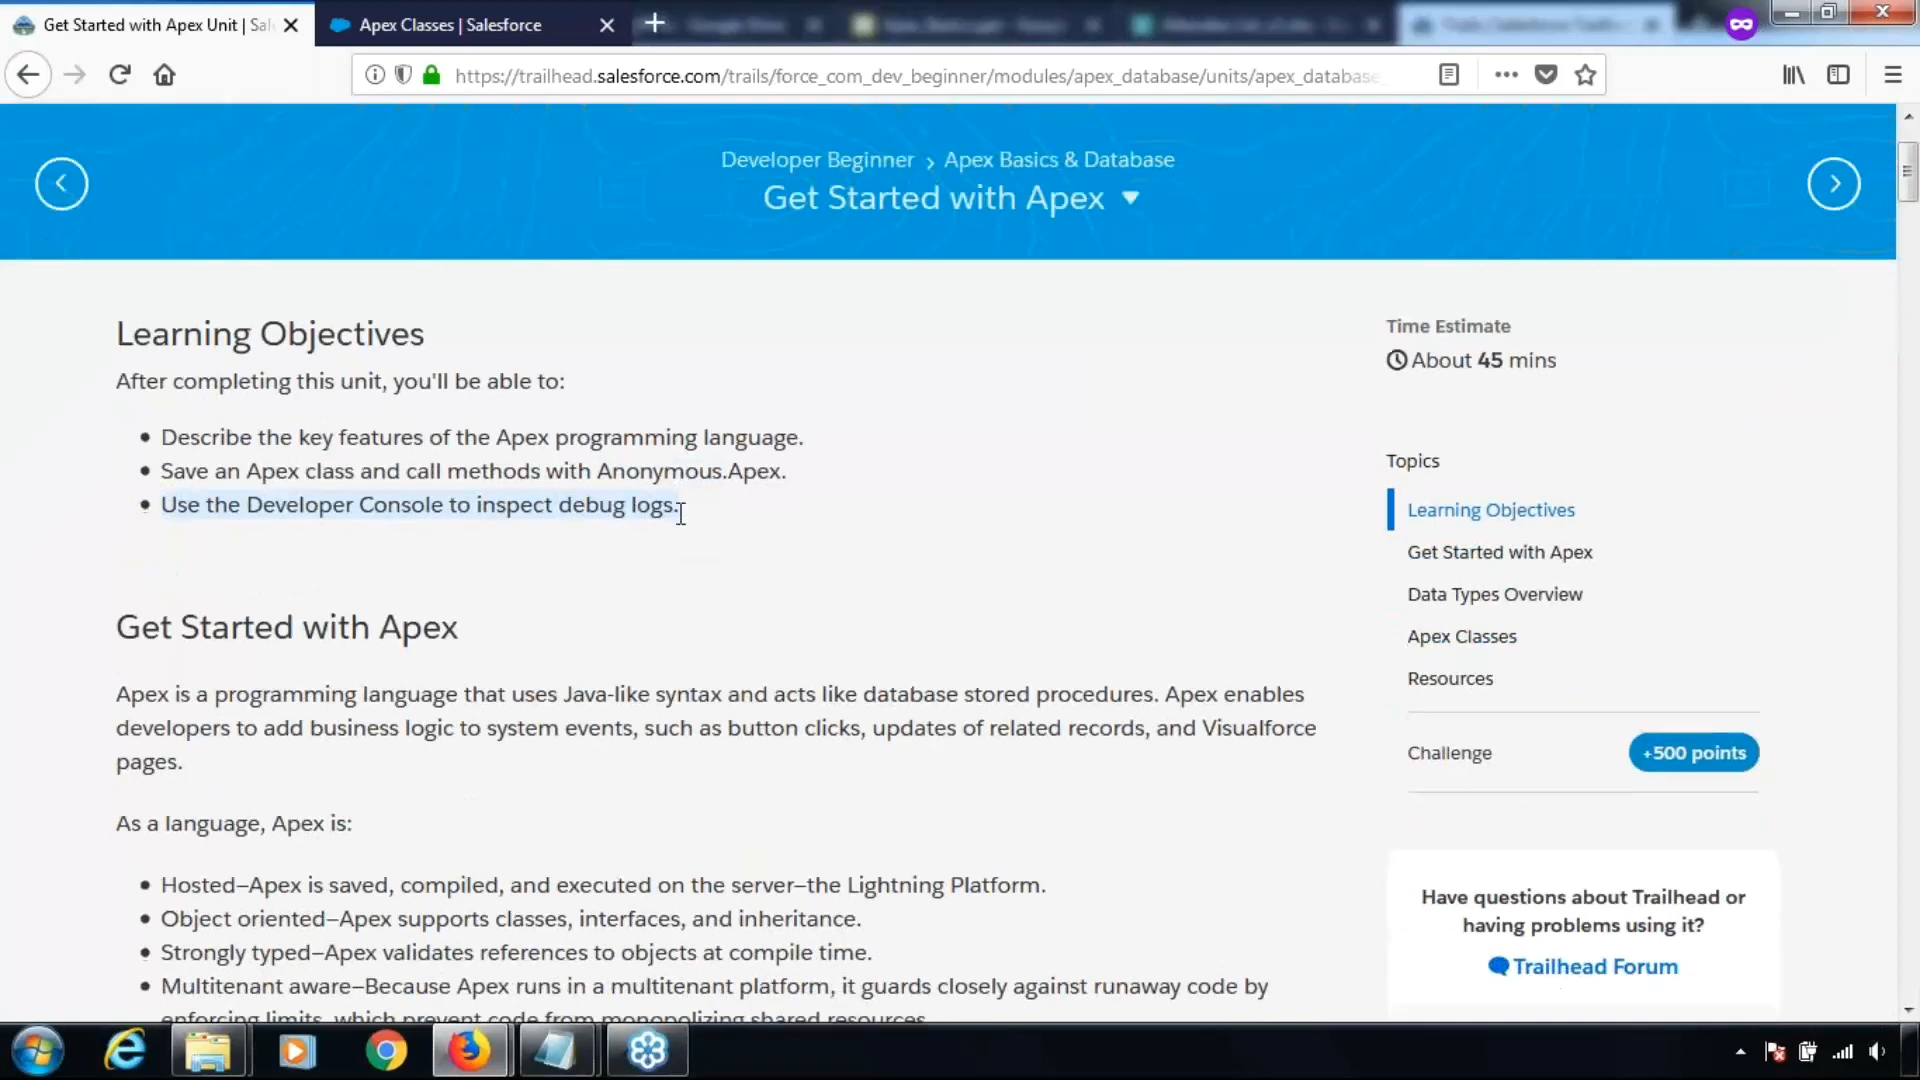 Get Started with Apex Unit | Sal
Apex Classes | Salesforce
https://trailhead.salesforce.com/trails/force_com_dev_beginner/modules/apex_database/units/apex_database
Developer Beginner › Apex Basics & Database
Get Started with Apex
Learning Objectives
After completing this unit, you'll be able to:
Describe the key features of the Apex programming language.
Save an Apex class and call methods with Anonymous.Apex.
Use the Developer Console to inspect debug logs.
Get Started with Apex
Apex is a programming language that uses Java-like syntax and acts like database stored procedures. Apex enables
developers to add business logic to system events, such as button clicks, updates of related records, and Visualforce
pages.
As a language, Apex is:
Hosted—Apex is saved, compiled, and executed on the server—the Lightning Platform.
Object oriented—Apex supports classes, interfaces, and inheritance.
Strongly typed—Apex validates references to objects at compile time.
Multitenant aware—Because Apex runs in a multitenant platform, it guards closely against runaway code by
enforcing limits, which prevent code from monopolizing shared resources.
Time Estimate
About 45 mins
Topics
Learning Objectives
Get Started with Apex
Data Types Overview
Apex Classes
Resources
Challenge
+500 points
Have questions about Trailhead or
having problems using it?
Trailhead Forum